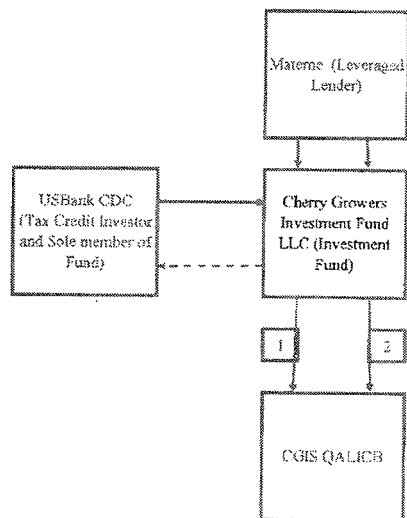 Materne (Leveraged
Lender)
USBank CDC
(Tax Credit Investor
and Sole member of
Fund)
Cherry Growers
Investment Fund
LLC (Investment
Fund)
1
2
CGIS QALICB